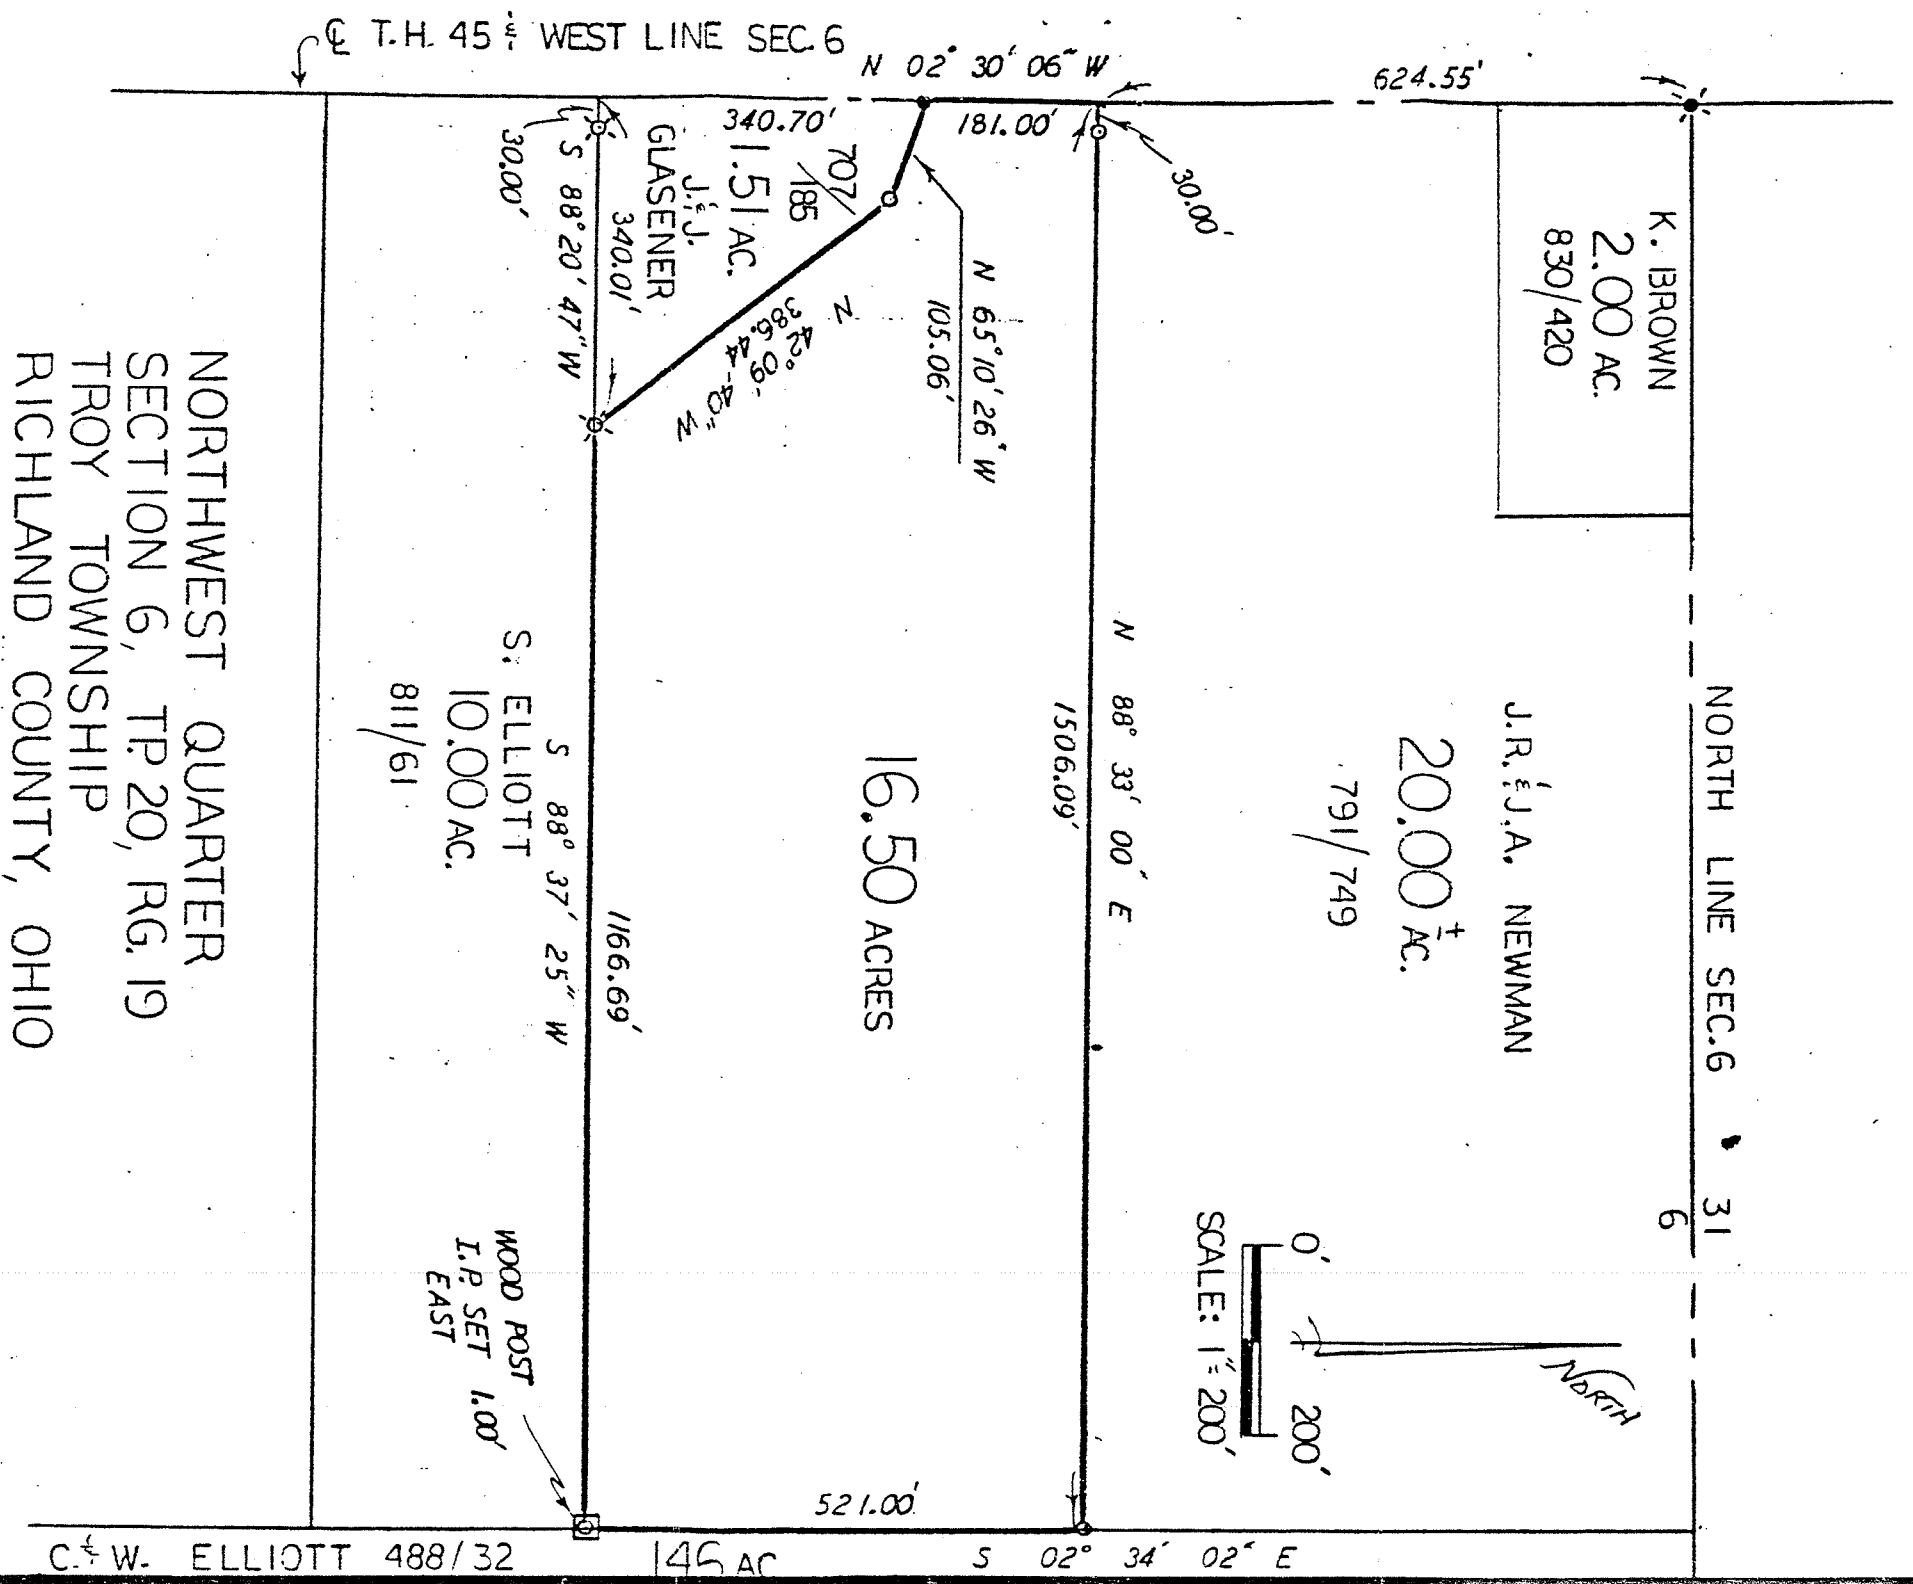 ℄ T.H. 45 & WEST LINE SEC. 6
N 02° 30' 06" W
624.55'
340.70'
181.00'
30.00'
30.00'
K. BROWN
2.00 AC.
830/420
NORTH LINE SEC. 6
31
6
J.R. & J.A. NEWMAN
20.00 ± AC.
791/749
NORTH
0' 200'
SCALE: 1" = 200'
N 88° 33' 00" E
1506.09'
N 65° 10' 26" W
105.06'
707/185
1.51 AC.
J. & J.
GLASENER
340.01'
S 88° 20' 47" W
N 42° 09' 40" W
386.44
16.50 ACRES
1166.69'
S 88° 37' 25" W
S. ELLIOTT
10.00 AC.
811/61
WOOD POST
I.P. SET 1.00'
EAST
521.00'
S 02° 34' 02" E
C. & W. ELLIOTT 488/32
AC
NORTHWEST QUARTER
SECTION 6, TP. 20, RG. 19
TROY TOWNSHIP
RICHLAND COUNTY, OHIO